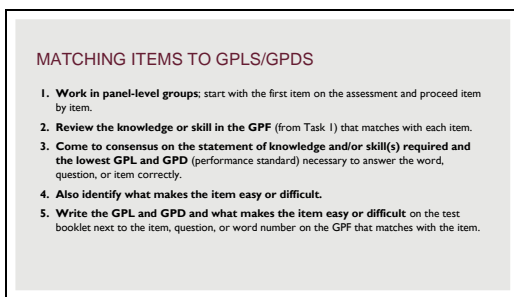 MATCHING ITEMS TO GPLS/GPDS
1. Work in panel-level groups; start with the first item on the assessment and proceed item
by item.
2. Review the knowledge or skill in the GPF (from Task 1) that matches with each item.
3. Come to consensus on the statement of knowledge and/or skill(s) required and
the lowest GPL and GPD (performance standard) necessary to answer the word,
question, or item correctly.
4. Also identify what makes the item easy or difficult.
5. Write the GPL and GPD and what makes the item easy or difficult on the test
booklet next to the item, question, or word number on the GPF that matches with the item.